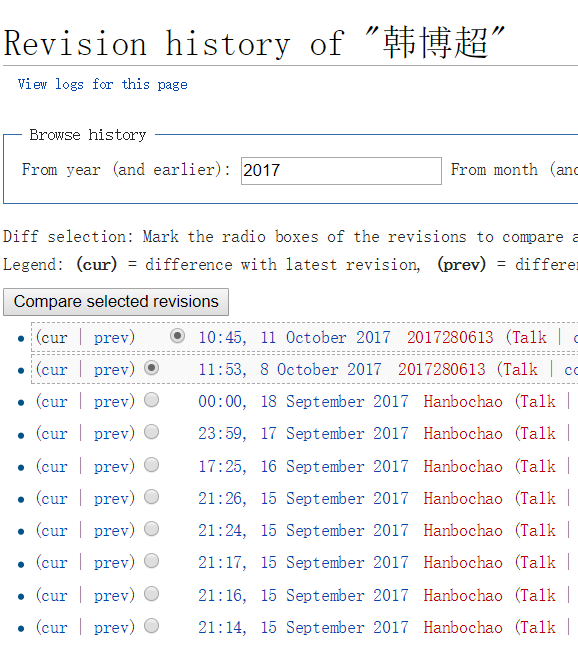 Revision history of "韩博超"
View logs for this page
Browse history
From year (and earlier): 2017 From month (and
Diff selection: Mark the radio boxes of the revisions to compare a
Legend: (cur) = difference with latest revision, (prev) = differen
Compare selected revisions
(cur | prev) 10:45, 11 October 2017 2017280613 (Talk | c
(cur | prev) 11:53, 8 October 2017 2017280613 (Talk | co
(cur | prev) 00:00, 18 September 2017 Hanbochao (Talk |
(cur | prev) 23:59, 17 September 2017 Hanbochao (Talk |
(cur | prev) 17:25, 16 September 2017 Hanbochao (Talk |
(cur | prev) 21:26, 15 September 2017 Hanbochao (Talk |
(cur | prev) 21:24, 15 September 2017 Hanbochao (Talk |
(cur | prev) 21:17, 15 September 2017 Hanbochao (Talk |
(cur | prev) 21:16, 15 September 2017 Hanbochao (Talk |
(cur | prev) 21:14, 15 September 2017 Hanbochao (Talk |